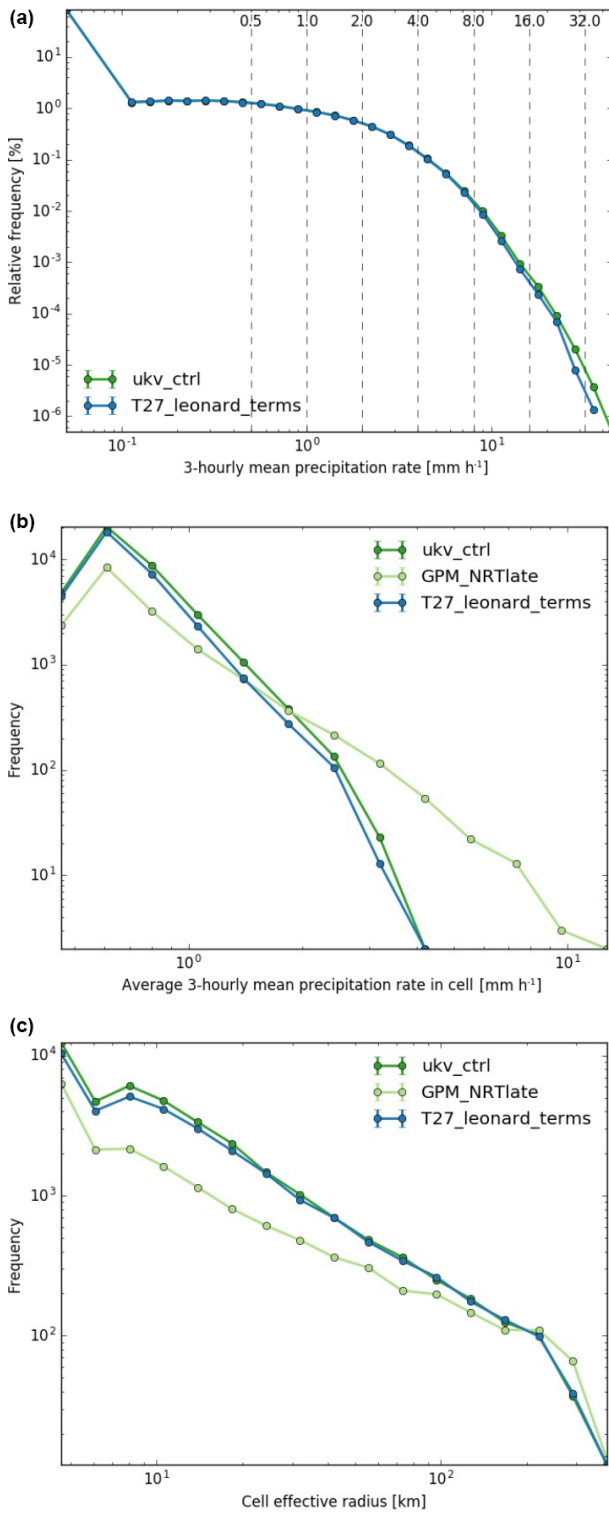 (a)
0.5 1.0 2.0 4.0 8.0 16.0 32.0
10¹
10⁰
10⁻¹
10⁻²
10⁻³
10⁻⁴
10⁻⁵
10⁻⁶
Relative frequency [%]
ukv_ctrl
T27_leonard_terms
10⁻¹ 10⁰ 10¹
3-hourly mean precipitation rate [mm h⁻¹]
(b)
10⁴
10³
10²
10¹
Frequency
ukv_ctrl
GPM_NRTlate
T27_leonard_terms
10⁰ 10¹
Average 3-hourly mean precipitation rate in cell [mm h⁻¹]
(c)
10⁴
10³
10²
Frequency
ukv_ctrl
GPM_NRTlate
T27_leonard_terms
10¹ 10²
Cell effective radius [km]